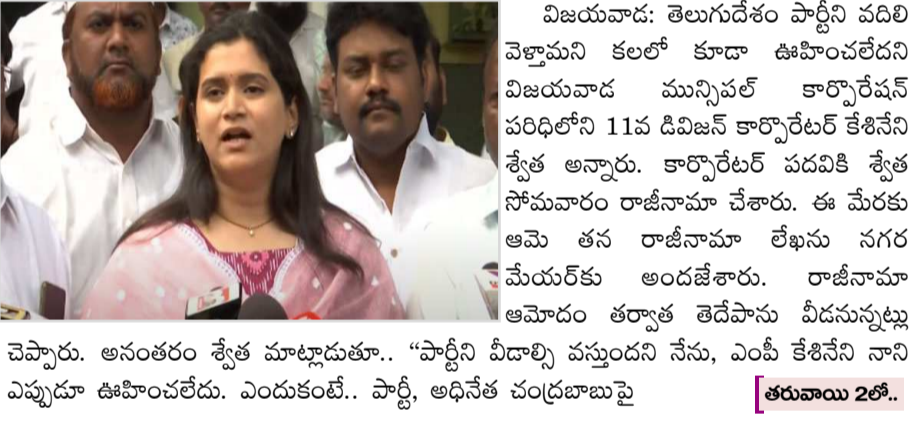 విజయవాడ: తెలుగుదేశం పార్టీని వదిలి
వెళ్తామని కలలో కూడా ఊహించలేదని
విజయవాడ మున్సిపల్ కార్పొరెషన్
పరిధిలోని 11వ డివిజన్ కార్పొరేటర్ కేశినేని
శ్వేత అన్నారు. కార్పొరేటర్ పదవికి శ్వేత
సోమవారం రాజీనామా చేశారు. ఈ మేరకు
ఆమె తన రాజీనామా లేఖను నగర
మేయర్‌కు అందజేశారు. రాజీనామా
ఆమోదం తర్వాత తెదేపాను వీడనున్నట్లు
చెప్పారు. అనంతరం శ్వేత మాట్లాడుతూ.. “పార్టీని వీడాల్సి వస్తుందని నేను, ఎంపీ కేశినేని నాని
ఎప్పుడూ ఊహించలేదు. ఎందుకంటే.. పార్టీ, అధినేత చంద్రబాబుపై
తరువాయి 2లో..